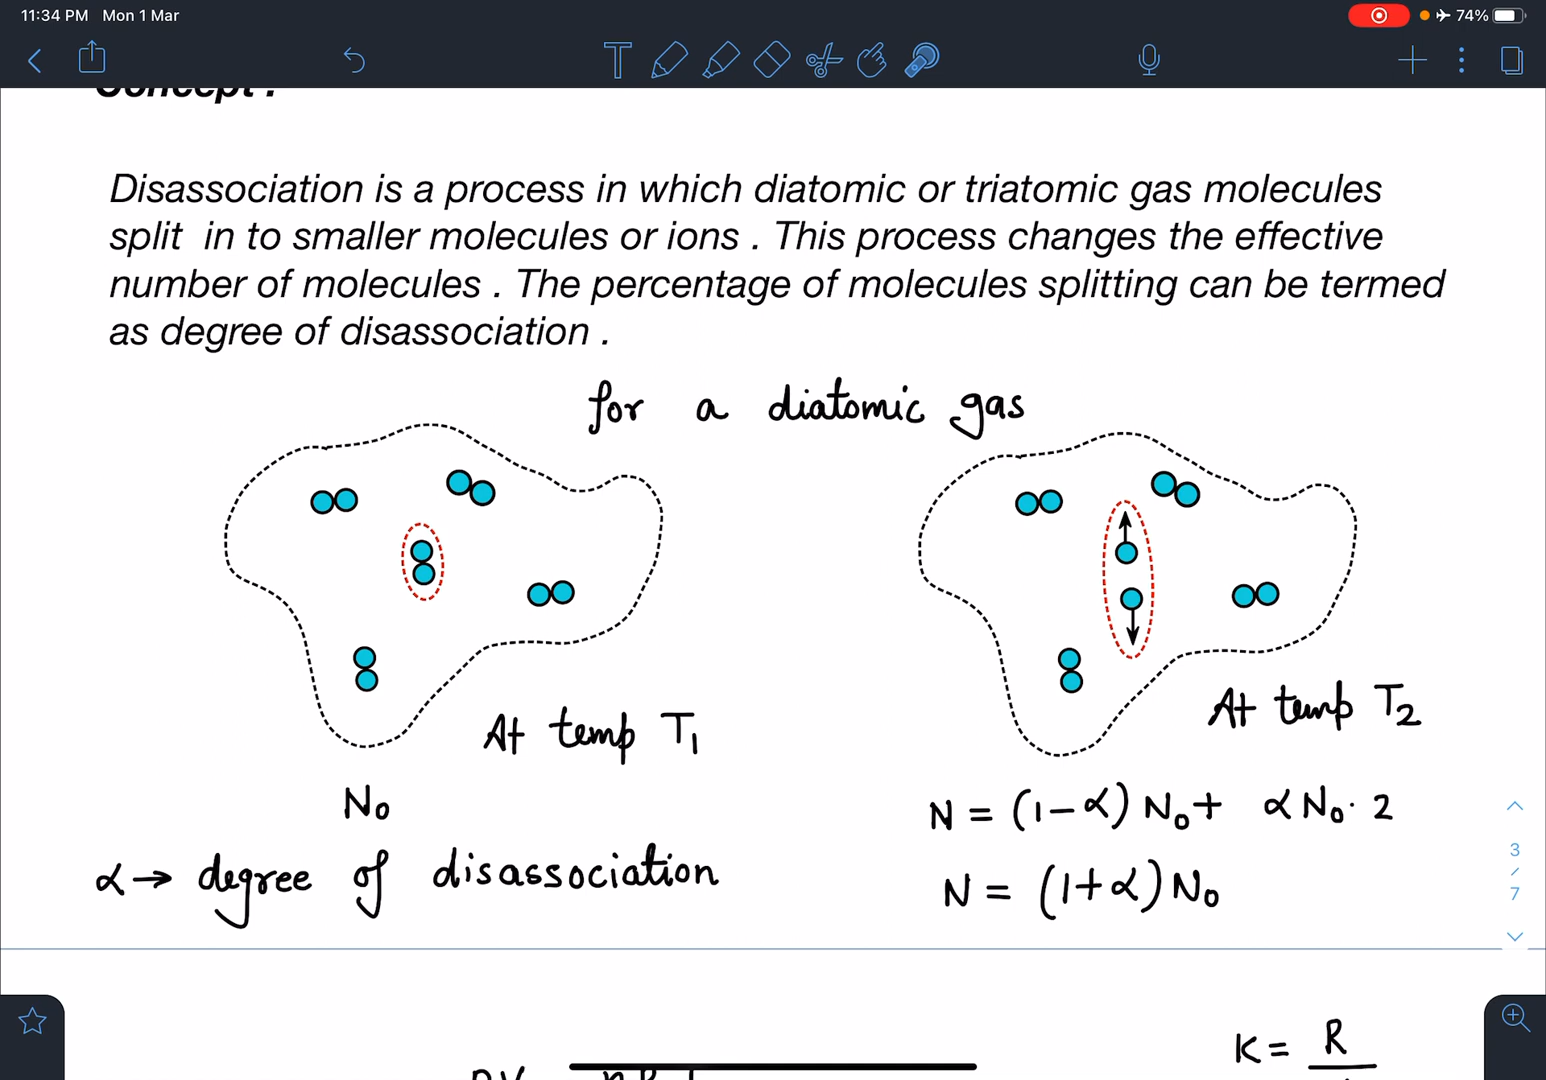 11:34 PM Mon 1 Mar
74%
Concept :
Disassociation is a process in which diatomic or triatomic gas molecules
split in to smaller molecules or ions . This process changes the effective
number of molecules . The percentage of molecules splitting can be termed
as degree of disassociation .
for a diatomic gas
At temp T₁
At temp T₂
N₀
N = (1-α) N₀ + αN₀· 2
α → degree of disassociation
N = (1+α) N₀
3
/
7
K = R